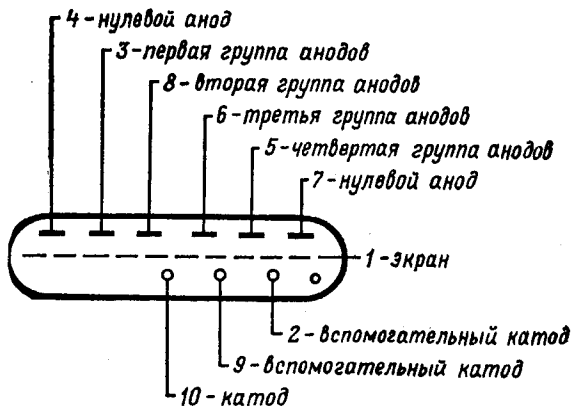 4-нулевой анод
3-первая группа анодов
8-вторая группа анодов
6-третья группа анодов
5-четвертая группа анодов
7-нулевой анод
1-экран
2-вспомогательный катод
9-вспомогательный катод
10-катод